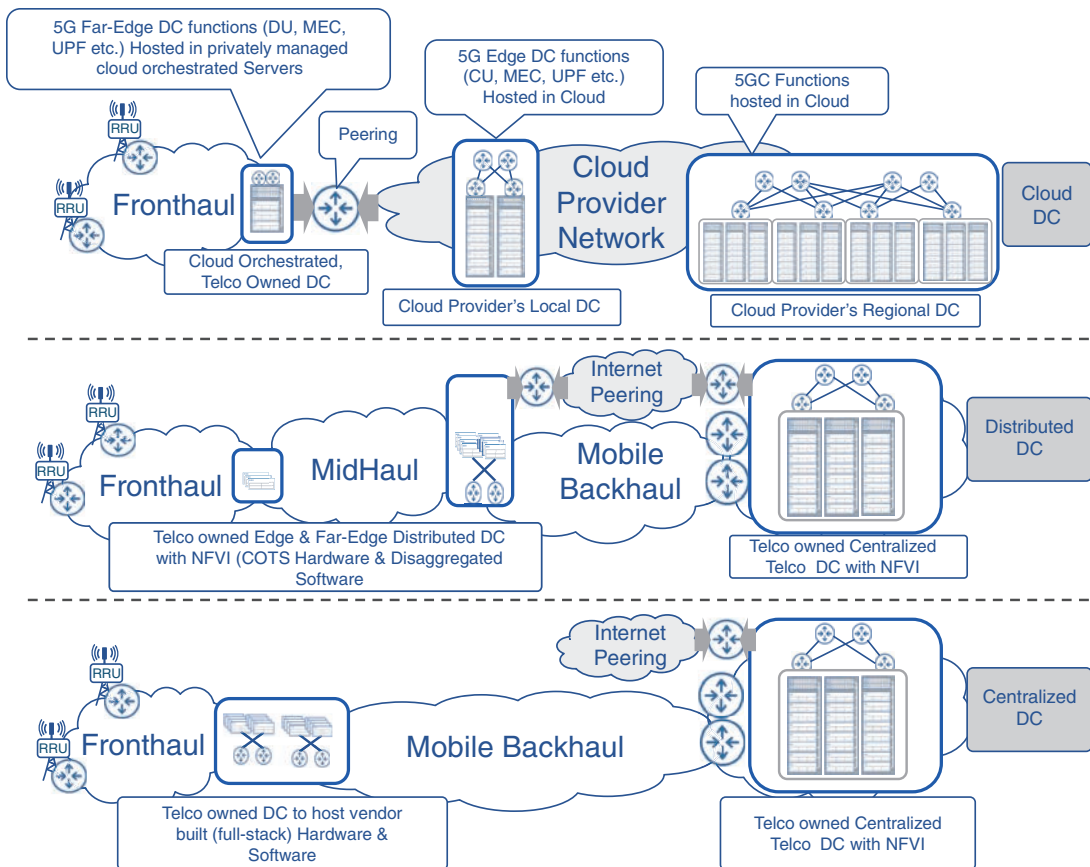 5G Far-Edge DC functions (DU, MEC,
UPF etc.) Hosted in privately managed
cloud orchestrated Servers
5G Edge DC functions
(CU, MEC, UPF etc.)
Hosted in Cloud
5GC Functions
hosted in Cloud
Peering
RRU
RRU
Fronthaul
Cloud
Provider
Network
Cloud
DC
Cloud Orchestrated,
Telco Owned DC
Cloud Provider's Local DC
Cloud Provider's Regional DC
Internet
Peering
RRU
RRU
Fronthaul
MidHaul
Mobile
Backhaul
Distributed
DC
Telco owned Edge & Far-Edge Distributed DC
with NFVI (COTS Hardware & Disaggregated
Software
Telco owned Centralized
Telco DC with NFVI
Internet
Peering
RRU
RRU
Fronthaul
Mobile Backhaul
Centralized
DC
Telco owned DC to host vendor
built (full-stack) Hardware &
Software
Telco owned Centralized
Telco DC with NFVI